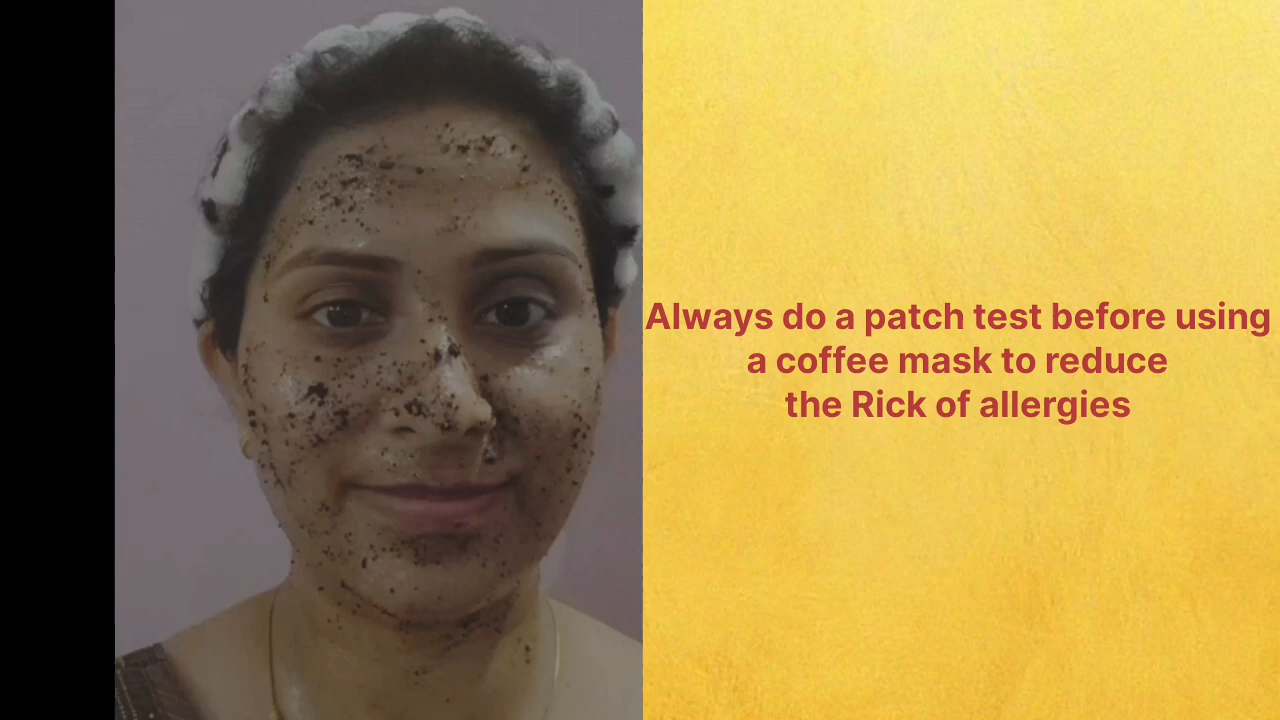 Always do a patch test before using
a coffee mask to reduce
the Rick of allergies